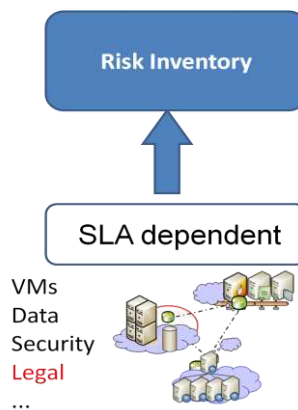 Risk Inventory
SLA dependent
VMs
Data
Security
Legal
...